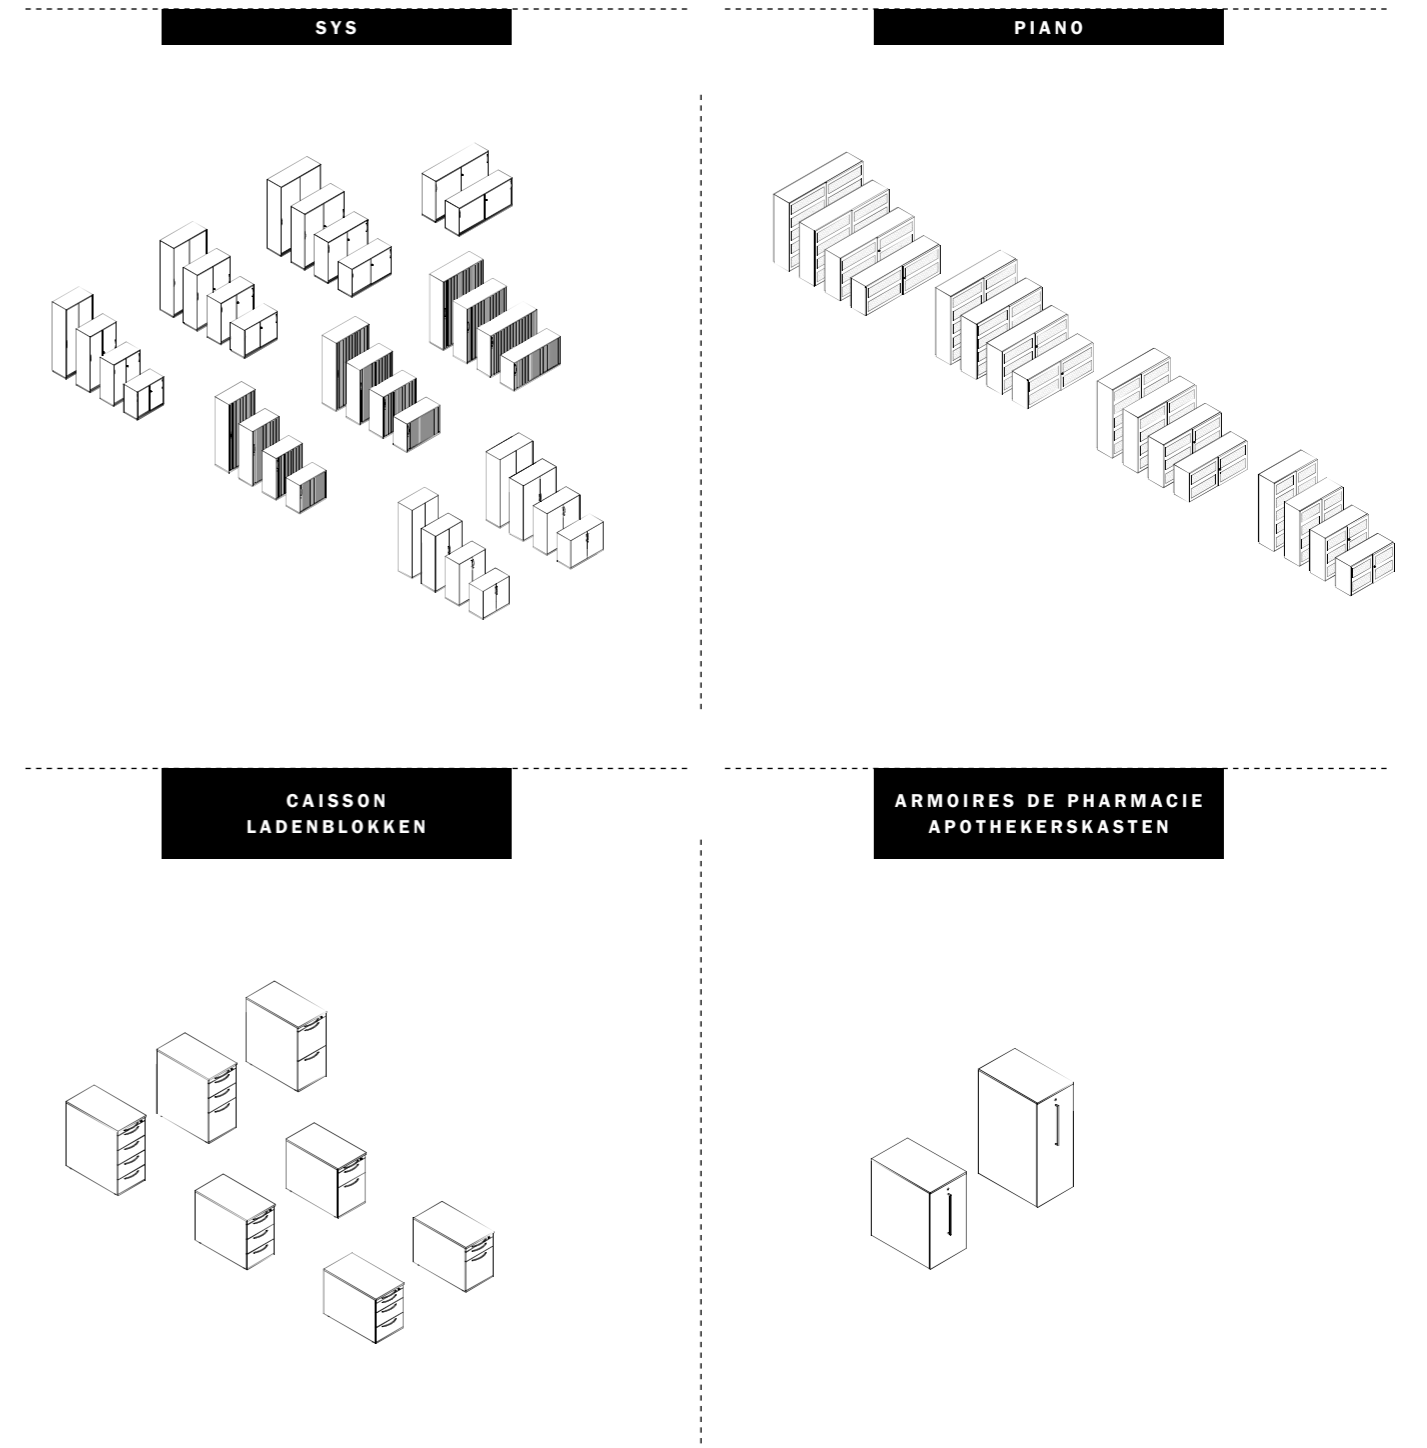 SYS
PIANO
CAISSON
LADENBLOKKEN
ARMOIRES DE PHARMACIE
APOTHEKERSKASTEN